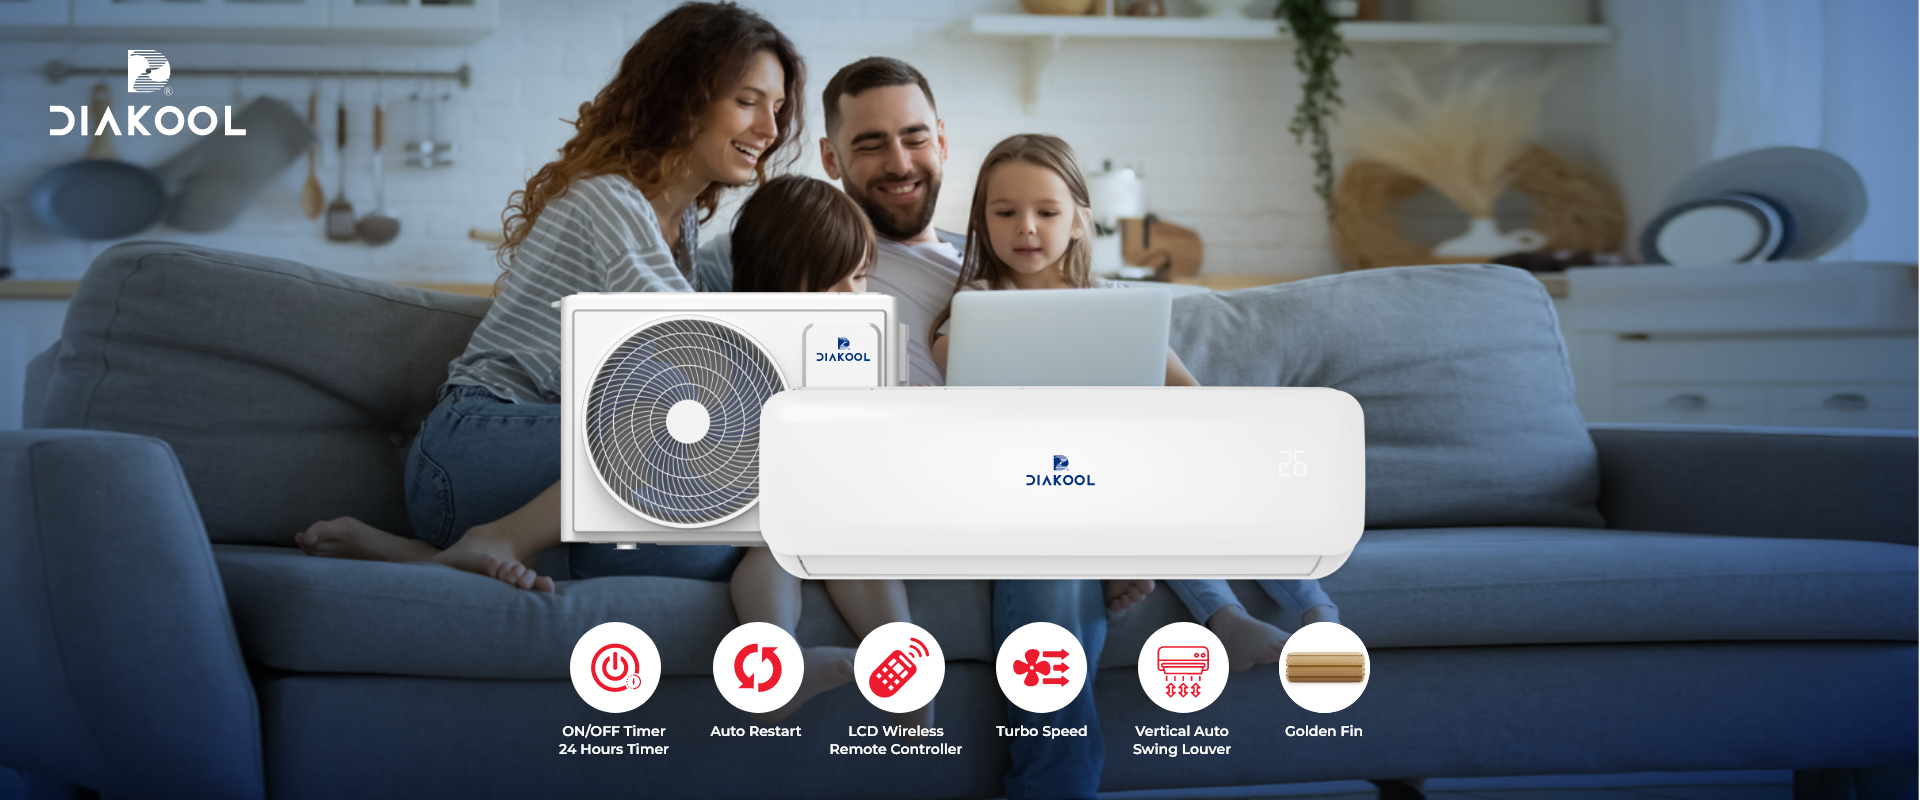 ®
DIAKOOL
DIAKOOL
DIAKOOL
26
ON/OFF Timer
24 Hours Timer
Auto Restart
LCD Wireless
Remote Controller
Turbo Speed
Vertical Auto
Swing Louver
Golden Fin